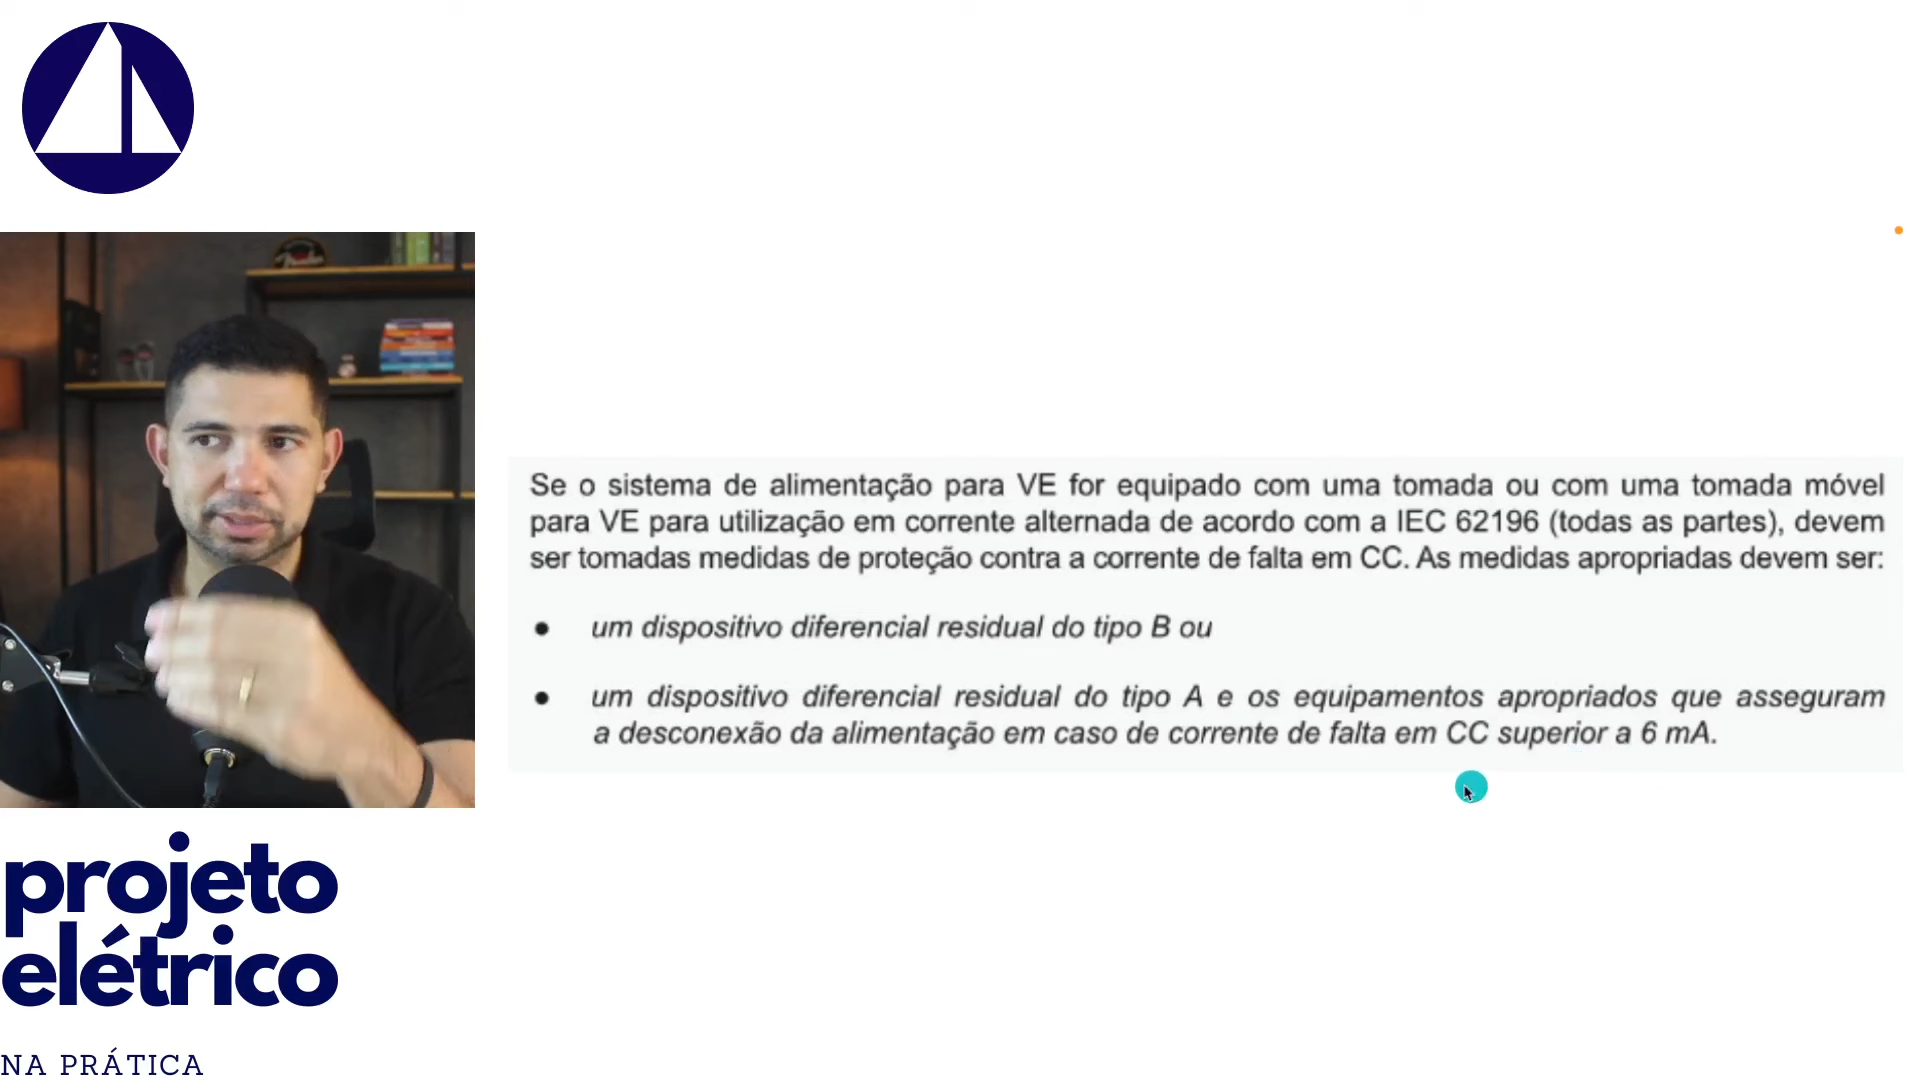 Fender
Se o sistema de alimentação para VE for equipado com uma tomada ou com uma tomada móvel
para VE para utilização em corrente alternada de acordo com a IEC 62196 (todas as partes), devem
ser tomadas medidas de proteção contra a corrente de falta em CC. As medidas apropriadas devem ser:
• um dispositivo diferencial residual do tipo B ou
• um dispositivo diferencial residual do tipo A e os equipamentos apropriados que asseguram
a desconexão da alimentação em caso de corrente de falta em CC superior a 6 mA.
projeto
elétrico
NA PRÁTICA